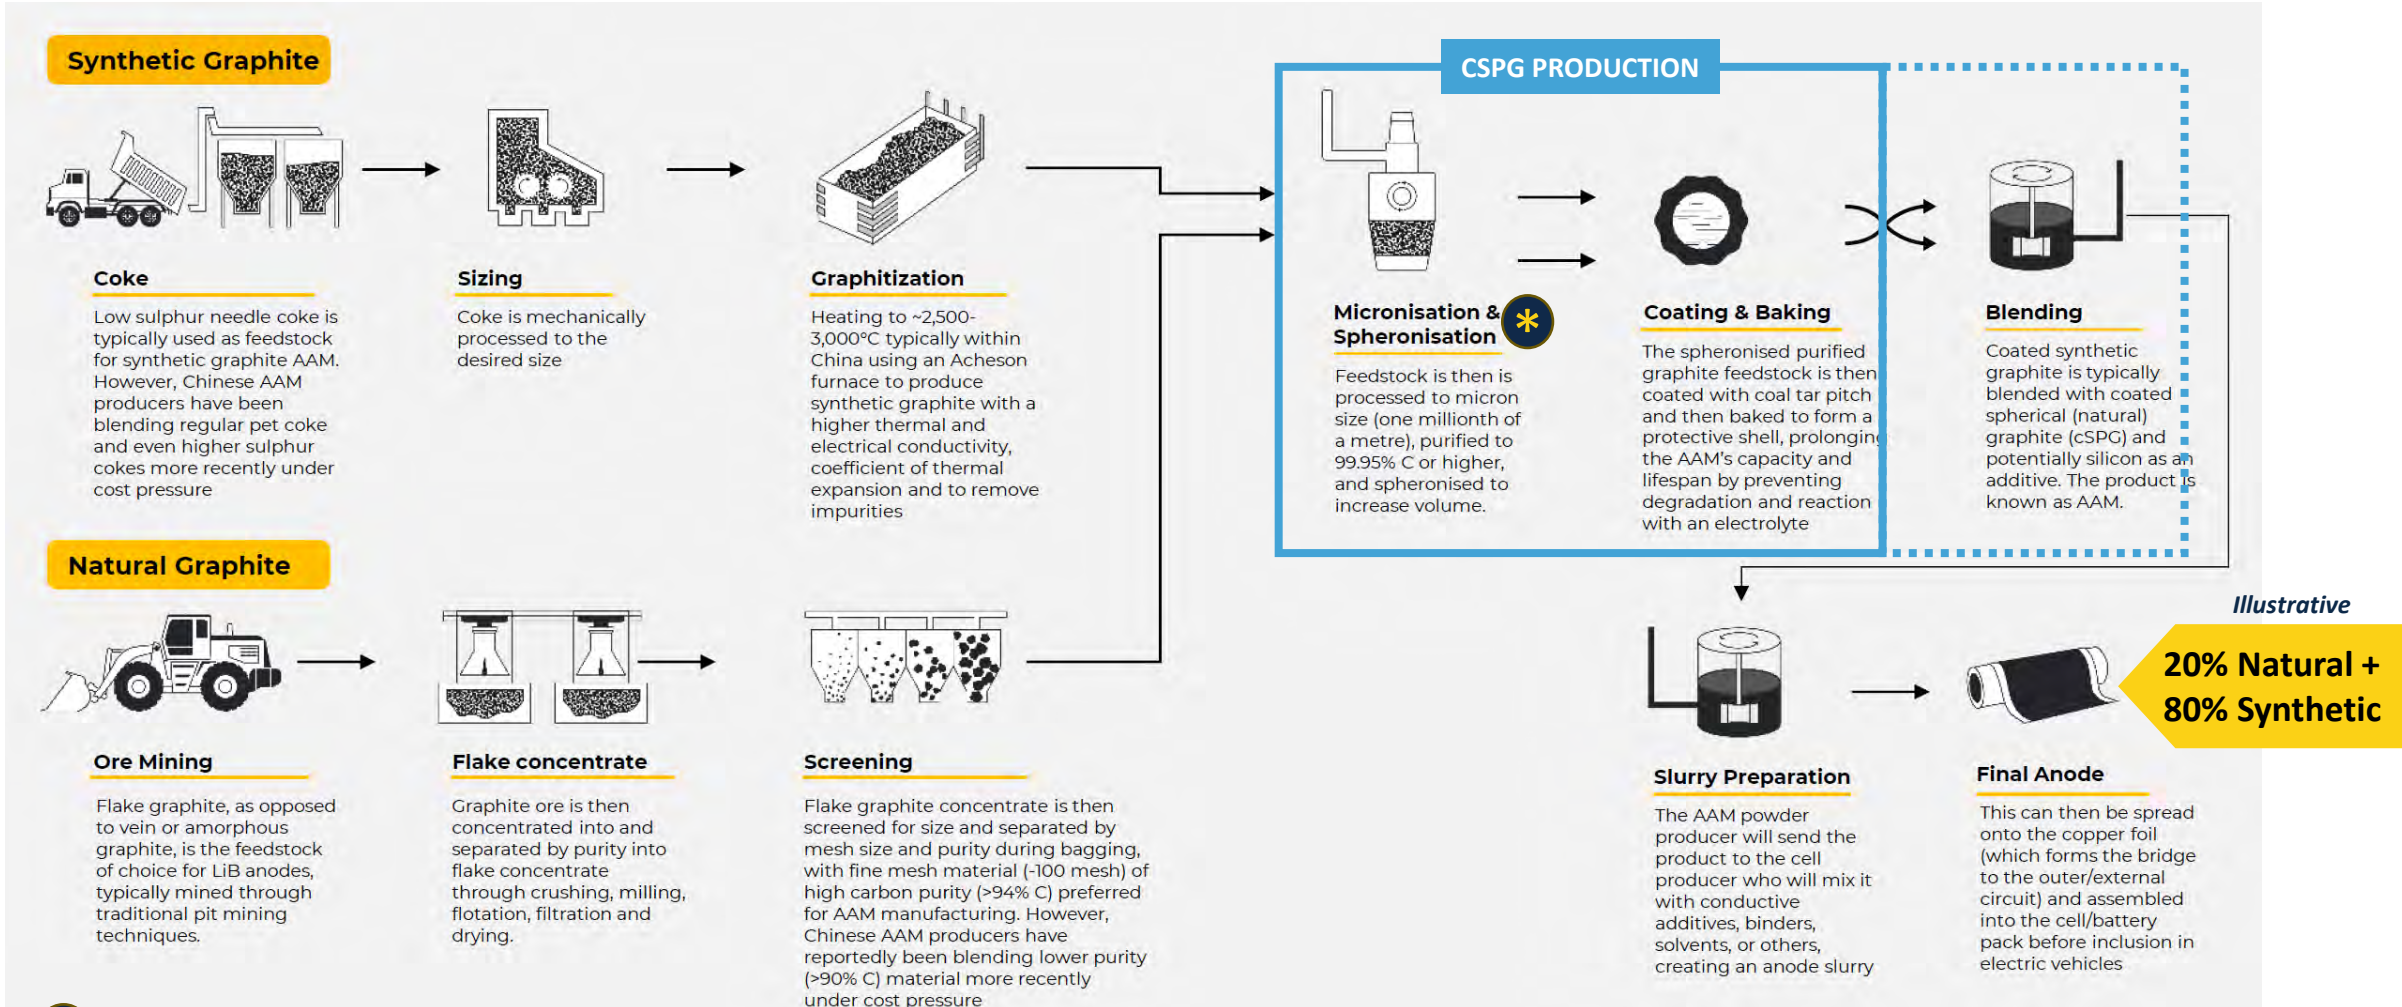 Synthetic Graphite
CSPG PRODUCTION
Coke
Low sulphur needle coke is
typically used as feedstock
for synthetic graphite AAM.
However, Chinese AAM
producers have been
blending regular pet coke
and even higher sulphur
cokes more recently under
cost pressure
Sizing
Coke is mechanically
processed to the
desired size
Graphitization
Heating to ~2,500-
3,000°C typically within
China using an Acheson
furnace to produce
synthetic graphite with a
higher thermal and
electrical conductivity,
coefficient of thermal
expansion and to remove
impurities
Micronisation &
Spheronisation
*
Feedstock is then is
processed to micron
size (one millionth of
a metre), purified to
99.95% C or higher,
and spheronised to
increase volume.
Coating & Baking
The spheronised purified
graphite feedstock is then
coated with coal tar pitch
and then baked to form a
protective shell, prolonging
the AAM's capacity and
lifespan by preventing
degradation and reaction
with an electrolyte
Blending
Coated synthetic
graphite is typically
blended with coated
spherical (natural)
graphite (cSPG) and
potentially silicon as an
additive. The product is
known as AAM.
Natural Graphite
Ore Mining
Flake graphite, as opposed
to vein or amorphous
graphite, is the feedstock
of choice for LiB anodes,
typically mined through
traditional pit mining
techniques.
Flake concentrate
Graphite ore is then
concentrated into and
separated by purity into
flake concentrate
through crushing, milling,
flotation, filtration and
drying.
Screening
Flake graphite concentrate is then
screened for size and separated by
mesh size and purity during bagging,
with fine mesh material (-100 mesh) of
high carbon purity (>94% C) preferred
for AAM manufacturing. However,
Chinese AAM producers have
reportedly been blending lower purity
(>90% C) material more recently
under cost pressure
Slurry Preparation
The AAM powder
producer will send the
product to the cell
producer who will mix it
with conductive
additives, binders,
solvents, or others,
creating an anode slurry
Final Anode
This can then be spread
onto the copper foil
(which forms the bridge
to the outer/external
circuit) and assembled
into the cell/battery
pack before inclusion in
electric vehicles
Illustrative
20% Natural +
80% Synthetic